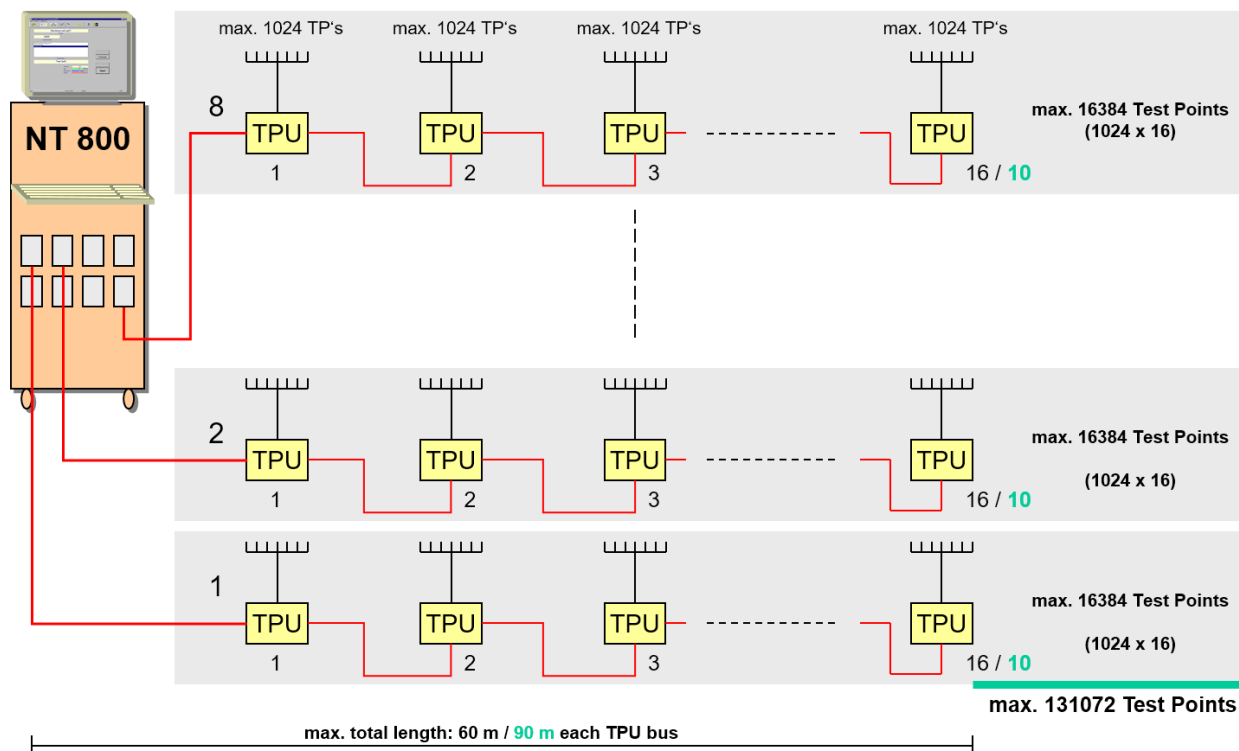 max. 1024 TP's max. 1024 TP's max. 1024 TP's max. 1024 TP's
NT 800
8 TPU TPU TPU TPU
1 2 3 16 / 10
max. 16384 Test Points
(1024 x 16)
2 TPU TPU TPU TPU
1 2 3 16 / 10
max. 16384 Test Points
(1024 x 16)
1 TPU TPU TPU TPU
1 2 3 16 / 10
max. 16384 Test Points
(1024 x 16)
max. 131072 Test Points
max. total length: 60 m / 90 m each TPU bus